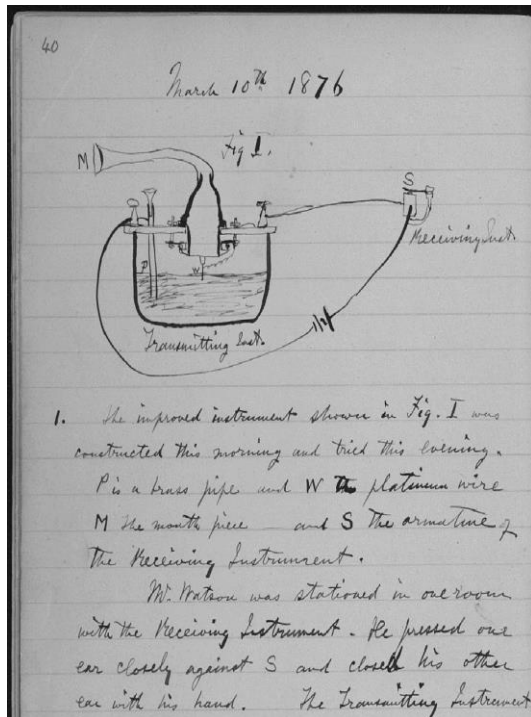 40
March 10th 1876
Fig I.
M
S
Receiving Inst.
P
W
Transmitting Inst.
1. The improved instrument shown in Fig. I was
constructed this morning and tried this evening.
P is a brass pipe and W the platinum wire
M the mouth piece — and S the armature of
the Receiving Instrument.
Mr. Watson was stationed in one room
with the Receiving Instrument. He pressed one
ear closely against S and closed his other
ear with his hand. The Transmitting Instrument